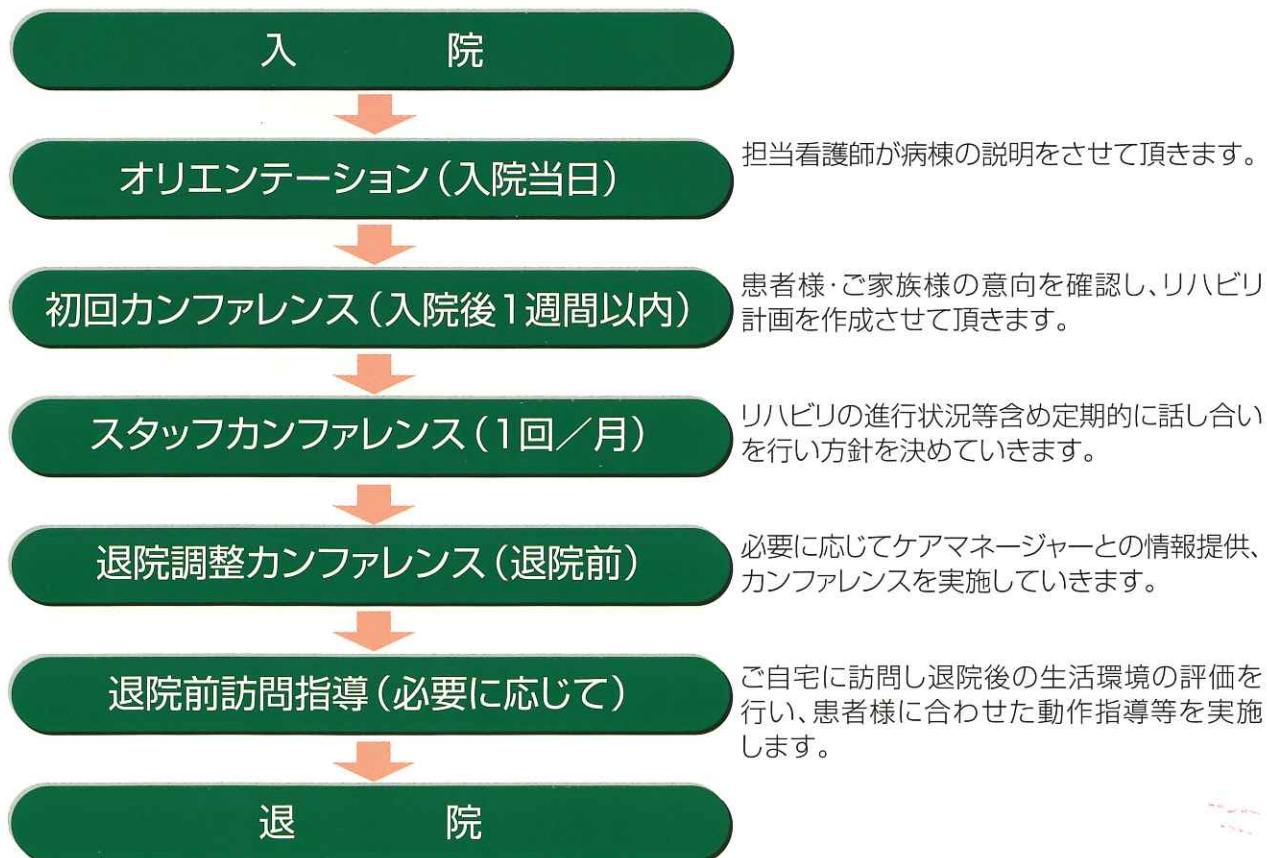 入　　　院
オリエンテーション（入院当日）
担当看護師が病棟の説明をさせて頂きます。
初回カンファレンス（入院後1週間以内）
患者様・ご家族様の意向を確認し、リハビリ
計画を作成させて頂きます。
スタッフカンファレンス（1回／月）
リハビリの進行状況等含め定期的に話し合い
を行い方針を決めていきます。
退院調整カンファレンス（退院前）
必要に応じてケアマネージャーとの情報提供、
カンファレンスを実施していきます。
退院前訪問指導（必要に応じて）
ご自宅に訪問し退院後の生活環境の評価を
行い、患者様に合わせた動作指導等を実施
します。
退　　　院